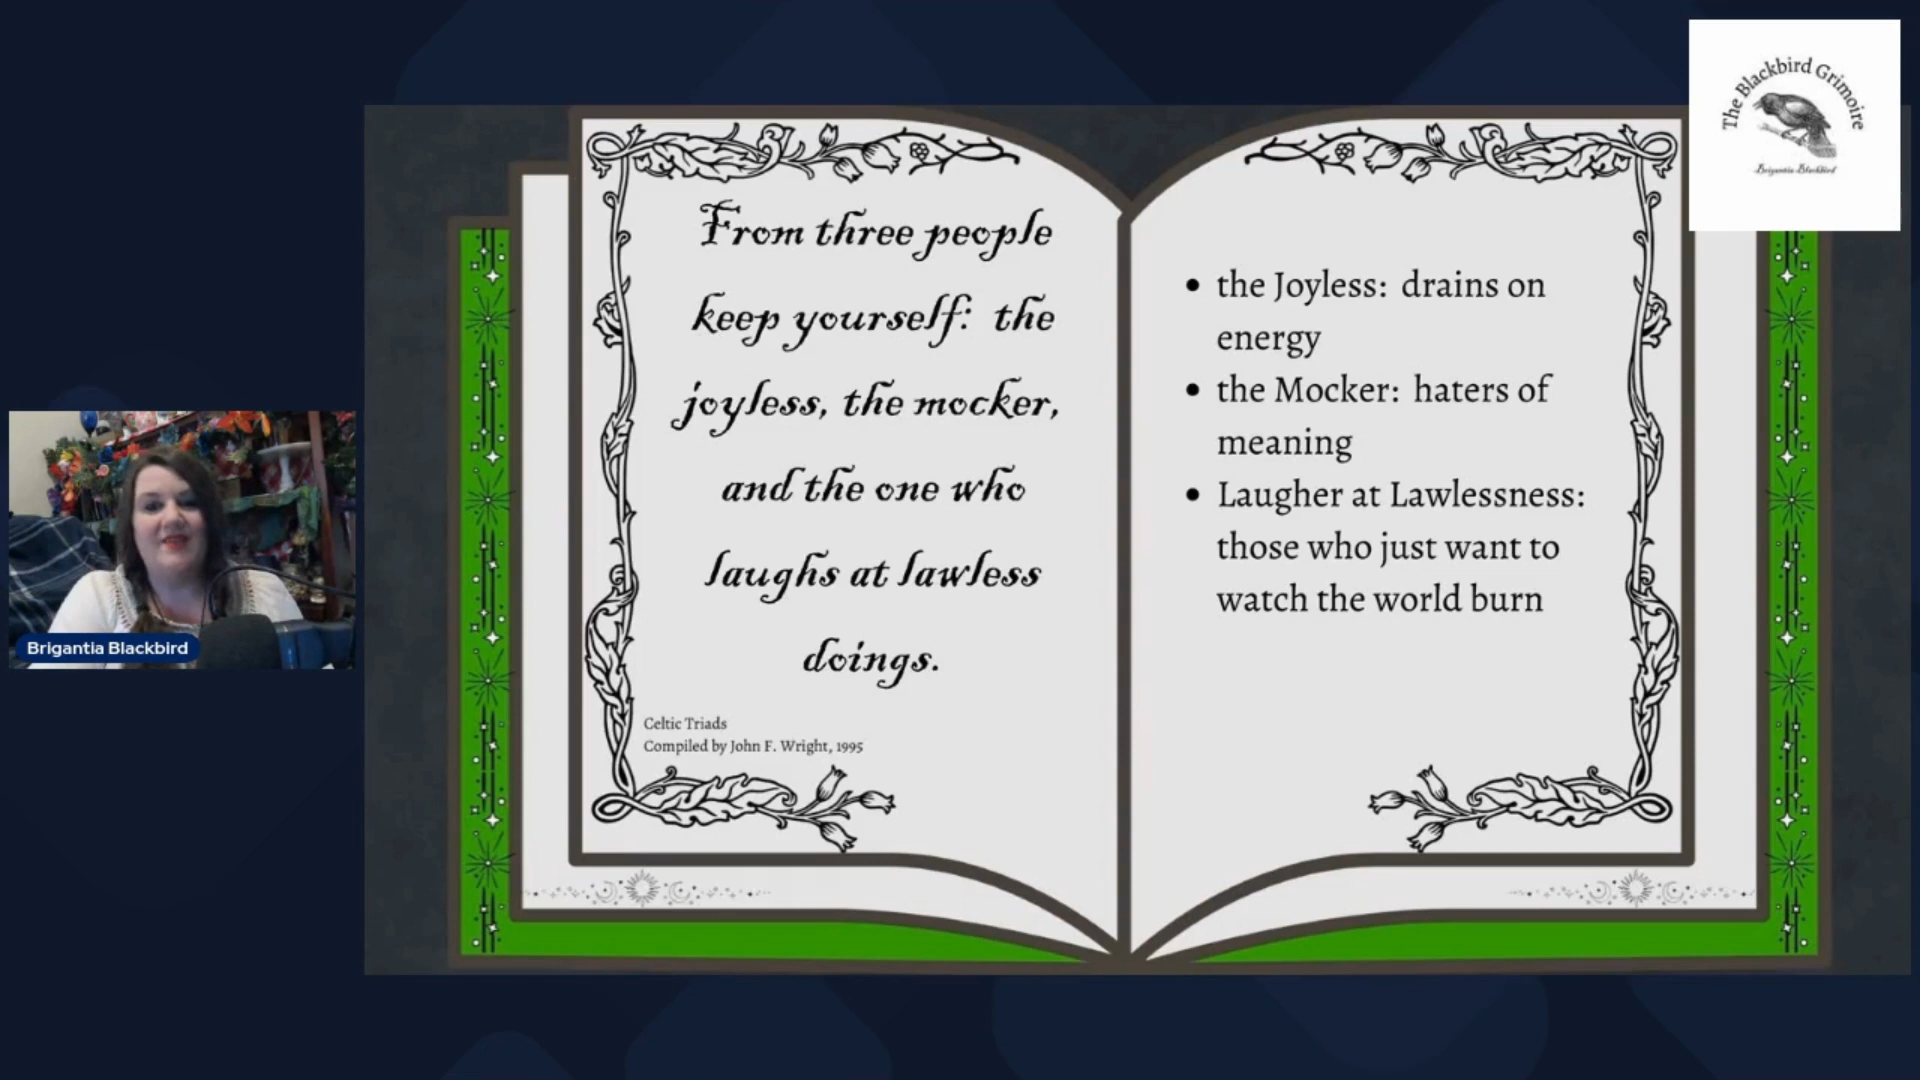 The Blackbird Grimoire
Brigantia Blackbird
From three people
keep yourself: the
joyless, the mocker,
and the one who
laughs at lawless
doings.
Celtic Triads
Compiled by John F. Wright, 1995
• the Joyless: drains on
energy
• the Mocker: haters of
meaning
• Laugher at Lawlessness:
those who just want to
watch the world burn
Brigantia Blackbird